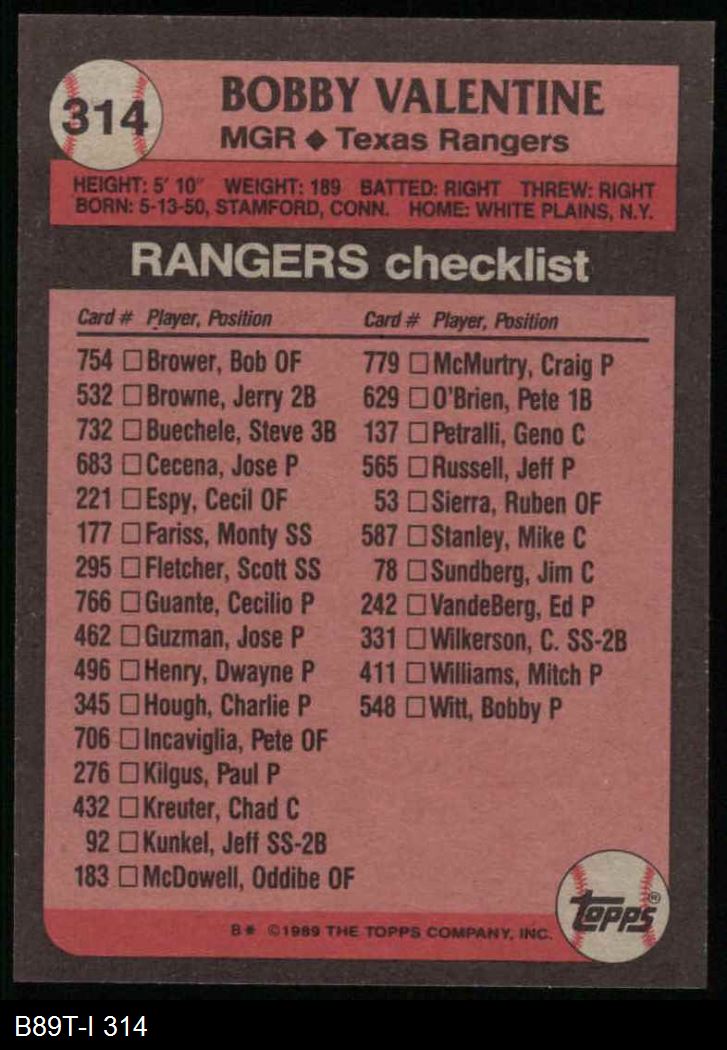 314
BOBBY VALENTINE
MGR ◆ Texas Rangers
HEIGHT: 5' 10" WEIGHT: 189 BATTED: RIGHT THREW: RIGHT
BORN: 5-13-50, STAMFORD, CONN. HOME: WHITE PLAINS, N.Y.
RANGERS checklist
Card # Player, Position
754 □ Brower, Bob OF
532 □ Browne, Jerry 2B
732 □ Buechele, Steve 3B
683 □ Cecena, Jose P
221 □ Espy, Cecil OF
177 □ Fariss, Monty SS
295 □ Fletcher, Scott SS
766 □ Guante, Cecilio P
462 □ Guzman, Jose P
496 □ Henry, Dwayne P
345 □ Hough, Charlie P
706 □ Incaviglia, Pete OF
276 □ Kilgus, Paul P
432 □ Kreuter, Chad C
92 □ Kunkel, Jeff SS-2B
183 □ McDowell, Oddibe OF
Card # Player, Position
779 □ McMurtry, Craig P
629 □ O'Brien, Pete 1B
137 □ Petralli, Geno C
565 □ Russell, Jeff P
53 □ Sierra, Ruben OF
587 □ Stanley, Mike C
78 □ Sundberg, Jim C
242 □ VandeBerg, Ed P
331 □ Wilkerson, C. SS-2B
411 □ Williams, Mitch P
548 □ Witt, Bobby P
topps®
B* ©1989 THE TOPPS COMPANY, INC.
B89T-I 314